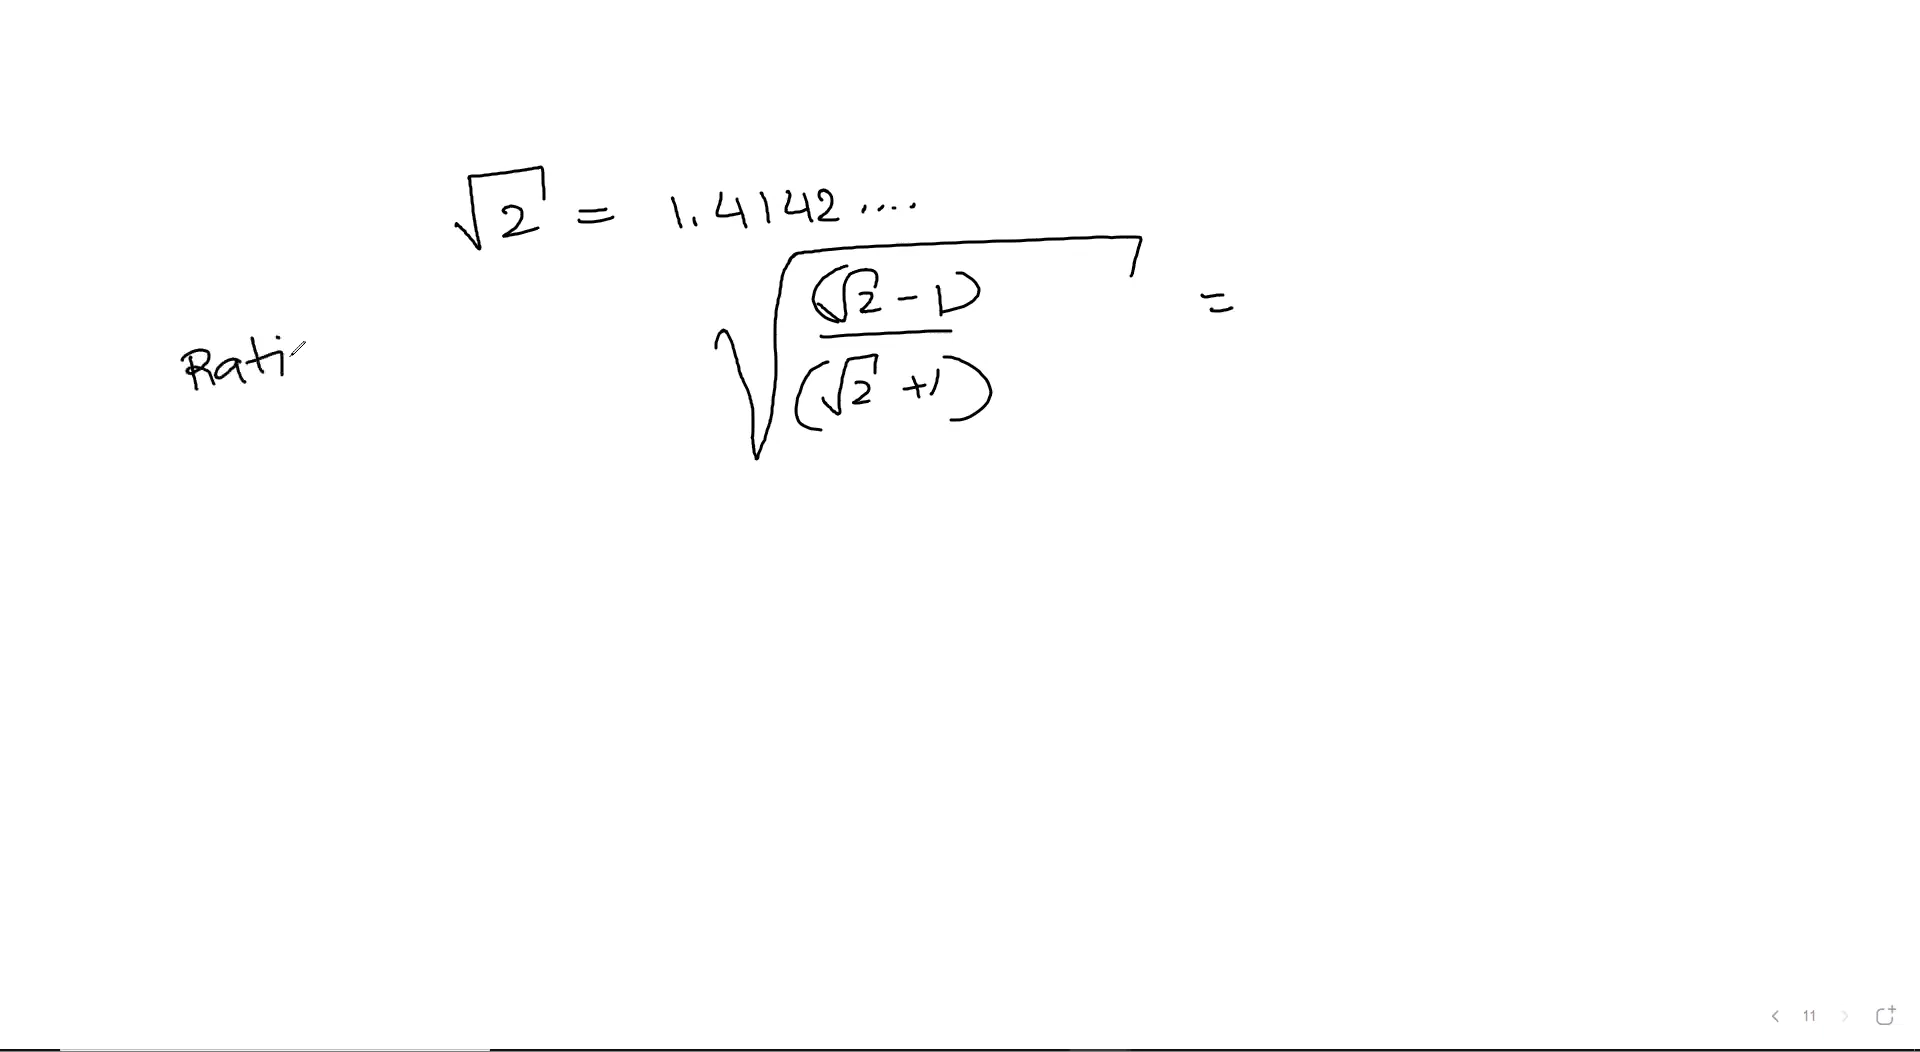 √2 = 1.4142....
√((√2 - 1)/(√2 + 1)) =
Rati
11